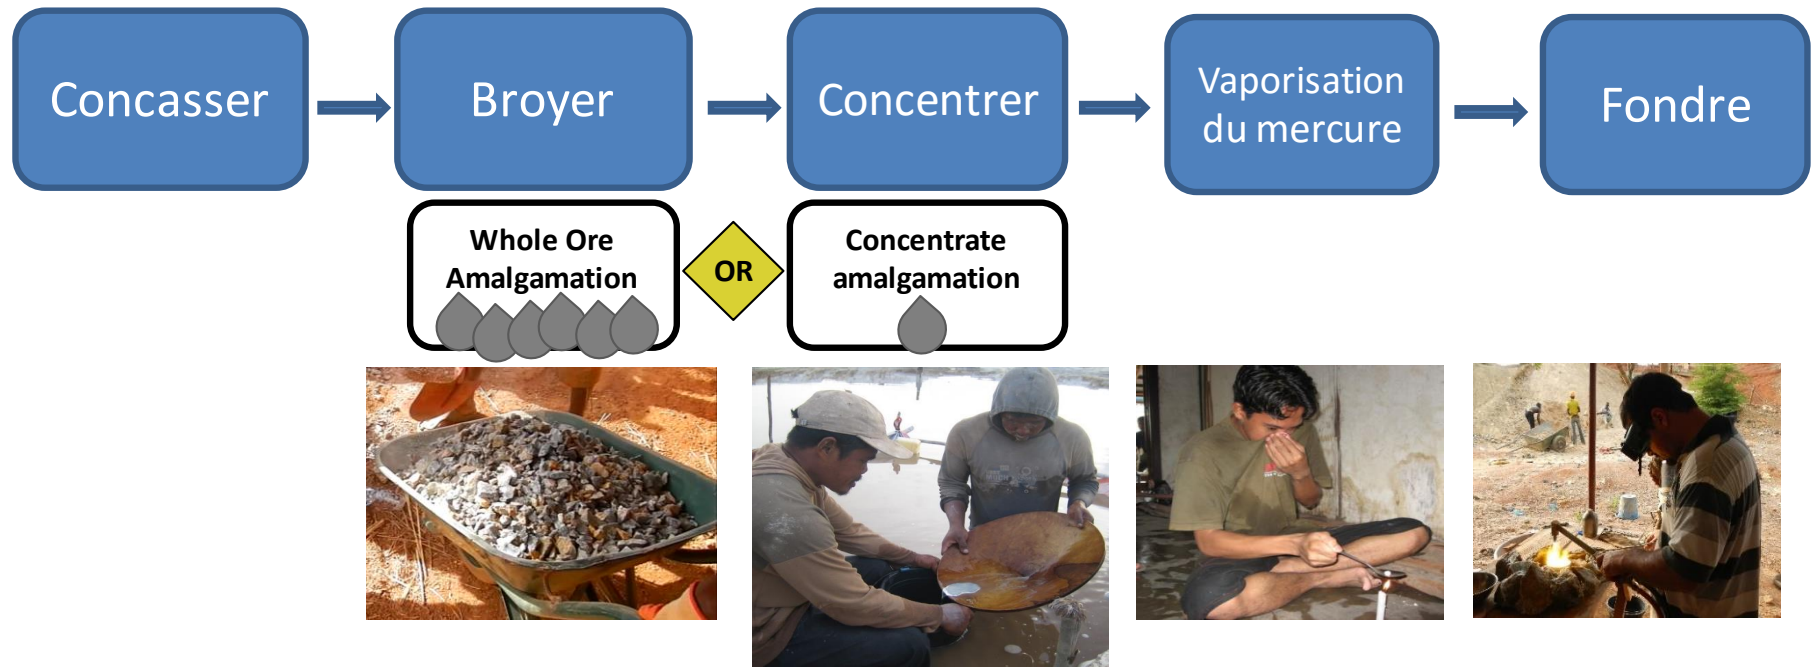 Concasser
Broyer
Concentrer
Vaporisation
du mercure
Fondre
Whole Ore
Amalgamation
OR
Concentrate
amalgamation